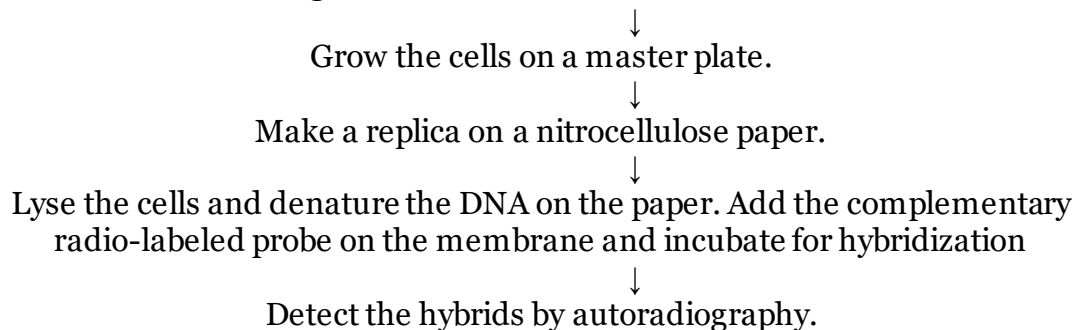 ↓
Grow the cells on a master plate.
↓
Make a replica on a nitrocellulose paper.
↓
Lyse the cells and denature the DNA on the paper. Add the complementary
radio-labeled probe on the membrane and incubate for hybridization
↓
Detect the hybrids by autoradiography.